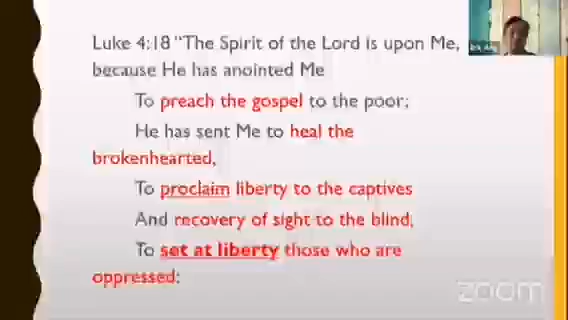 Luke 4:18 "The Spirit of the Lord is upon Me,
because He has anointed Me
To preach the gospel to the poor;
He has sent Me to heal the
brokenhearted,
To proclaim liberty to the captives
And recovery of sight to the blind,
To set at liberty those who are
oppressed;
zoom